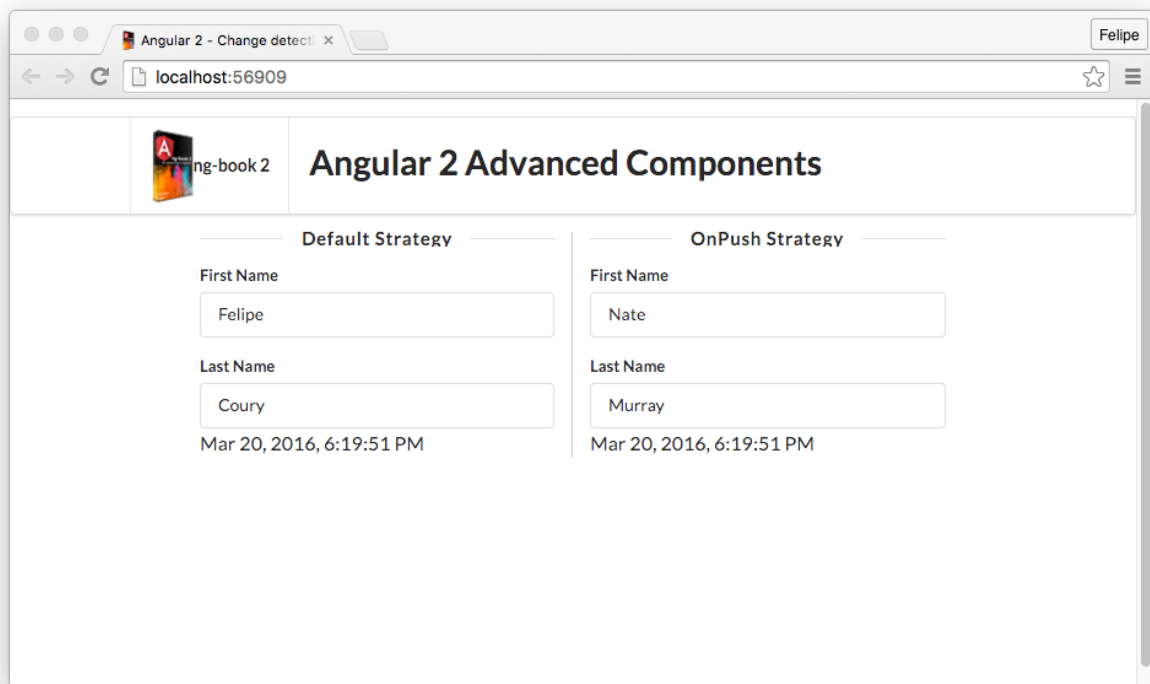 Angular 2 - Change detecti
Felipe
localhost:56909
ng-book 2
Angular 2 Advanced Components
Default Strategy
First Name
Felipe
Last Name
Coury
Mar 20, 2016, 6:19:51 PM
OnPush Strategy
First Name
Nate
Last Name
Murray
Mar 20, 2016, 6:19:51 PM